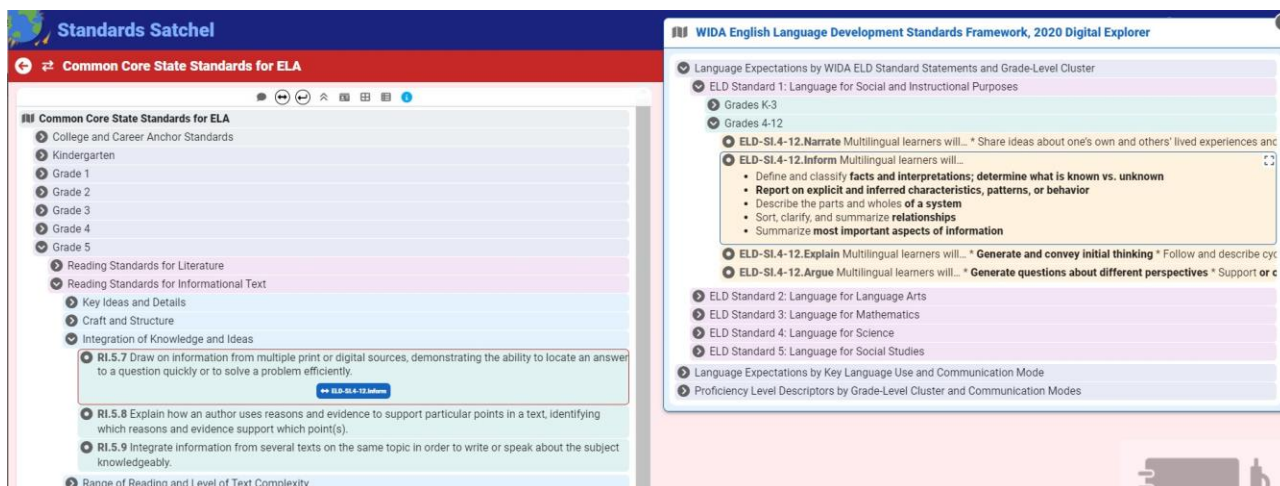 Standards Satchel
Common Core State Standards for ELA
Common Core State Standards for ELA
College and Career Anchor Standards
Kindergarten
Grade 1
Grade 2
Grade 3
Grade 4
Grade 5
Reading Standards for Literature
Reading Standards for Informational Text
Key Ideas and Details
Craft and Structure
Integration of Knowledge and Ideas
RI.5.7 Draw on information from multiple print or digital sources, demonstrating the ability to locate an answer
to a question quickly or to solve a problem efficiently.
ELD-SI.4-12.Inform
RI.5.8 Explain how an author uses reasons and evidence to support particular points in a text, identifying
which reasons and evidence support which point(s).
RI.5.9 Integrate information from several texts on the same topic in order to write or speak about the subject
knowledgeably.
Range of Reading and Level of Text Complexity
WIDA English Language Development Standards Framework, 2020 Digital Explorer
Language Expectations by WIDA ELD Standard Statements and Grade-Level Cluster
ELD Standard 1: Language for Social and Instructional Purposes
Grades K-3
Grades 4-12
ELD-SI.4-12.Narrate Multilingual learners will... * Share ideas about one's own and others' lived experiences and
ELD-SI.4-12.Inform Multilingual learners will...
• Define and classify facts and interpretations; determine what is known vs. unknown
• Report on explicit and inferred characteristics, patterns, or behavior
• Describe the parts and wholes of a system
• Sort, clarify, and summarize relationships
• Summarize most important aspects of information
ELD-SI.4-12.Explain Multilingual learners will... * Generate and convey initial thinking * Follow and describe cyc
ELD-SI.4-12.Argue Multilingual learners will... * Generate questions about different perspectives * Support or c
ELD Standard 2: Language for Language Arts
ELD Standard 3: Language for Mathematics
ELD Standard 4: Language for Science
ELD Standard 5: Language for Social Studies
Language Expectations by Key Language Use and Communication Mode
Proficiency Level Descriptors by Grade-Level Cluster and Communication Modes